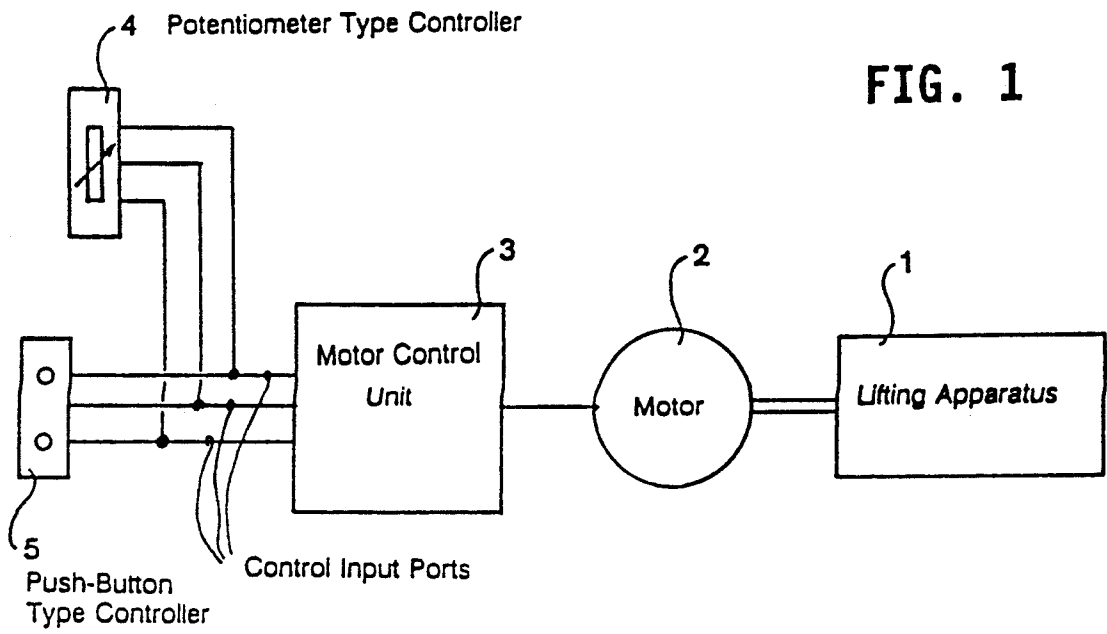 4 Potentiometer Type Controller
FIG. 1
3
2
1
Motor Control
Unit
Motor
Lifting Apparatus
5
Control Input Ports
Push-Button
Type Controller